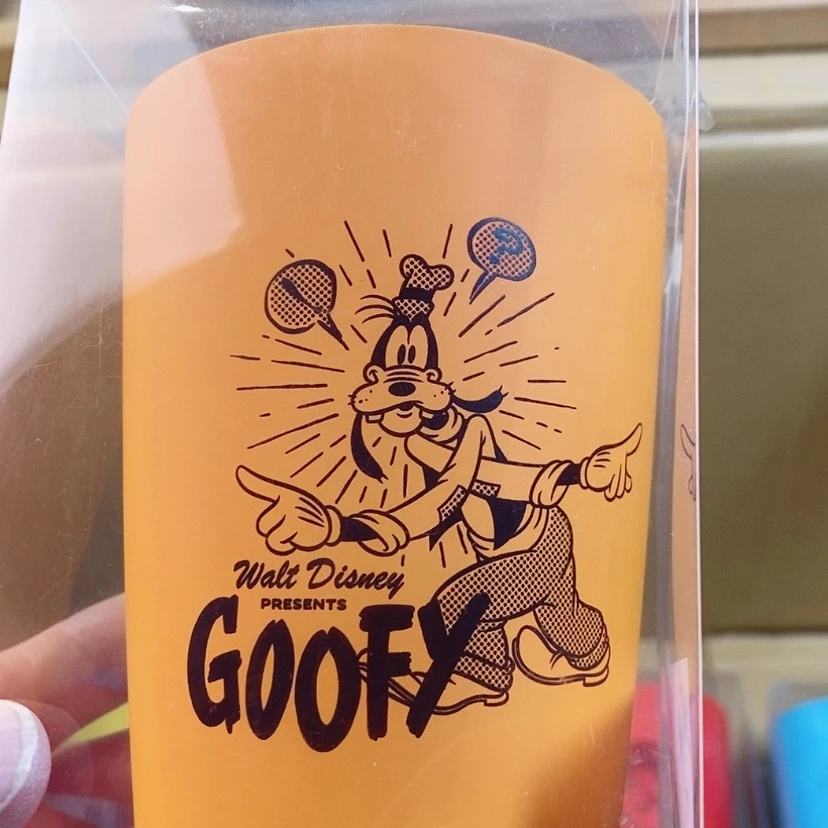 ?
Walt Disney
PRESENTS
GOOFY